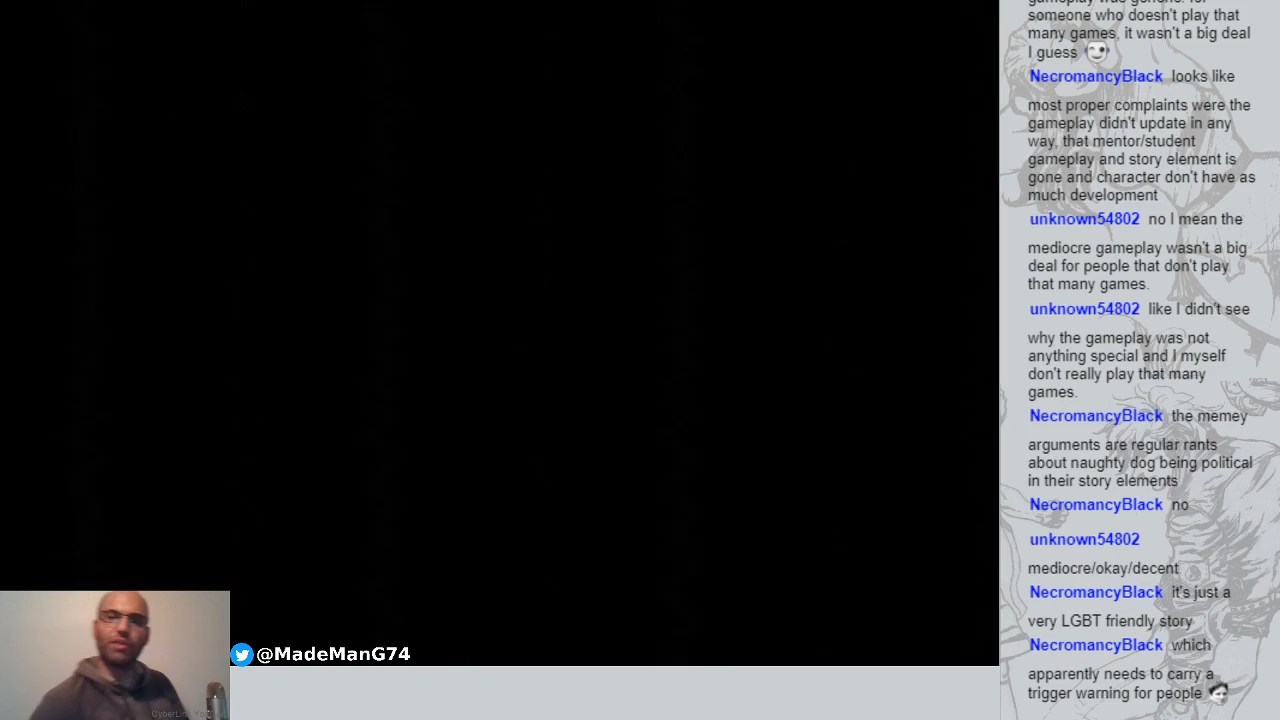 gameplay was generic. for
someone who doesn't play that
many games, it wasn't a big deal
I guess
NecromancyBlack looks like
most proper complaints were the
gameplay didn't update in any
way, that mentor/student
gameplay and story element is
gone and character don't have as
much development
unknown54802 no I mean the
mediocre gameplay wasn't a big
deal for people that don't play
that many games.
unknown54802 like I didn't see
why the gameplay was not
anything special and I myself
don't really play that many
games.
NecromancyBlack the memey
arguments are regular rants
about naughty dog being political
in their story elements
NecromancyBlack no
unknown54802
mediocre/okay/decent
NecromancyBlack it's just a
very LGBT friendly story
NecromancyBlack which
apparently needs to carry a
trigger warning for people
@MadeManG74